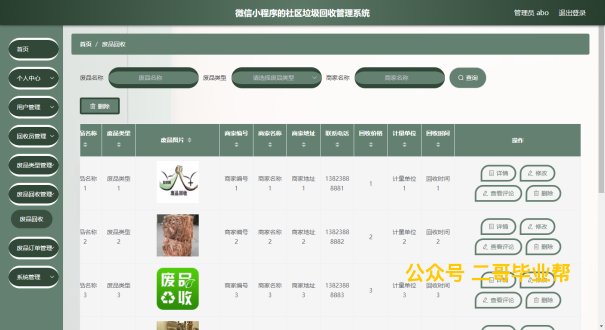 微信小程序的社区垃圾回收管理系统
管理员 abo 退出登录
首页
个人中心
用户管理
回收员管理
废品类型管理
废品回收管理
废品回收
废品订单管理
系统管理
首页 / 废品回收
废品名称 废品名称 废品类型 请选择废品类型 商家名称 商家名称 查询
删除
品名称 废品类型 废品图片 商家编号 商家名称 商家地址 联系电话 回收价格 计量单位 回收时间 操作
品名称1 废品类型1 废品回收 商家编号1 商家名称1 商家地址1 13823888881 1 计量单位1 回收时间1 详情 修改
查看评论 删除
品名称2 废品类型2 商家编号2 商家名称2 商家地址2 13823888882 2 计量单位2 回收时间2 详情 修改
查看评论 删除
品名称3 废品类型3 废品回收 商家编号3 商家名称3 商家地址3 13823888883 3 计量单位3 回收时间3 详情 修改
查看评论 删除
公众号 二哥毕业帮